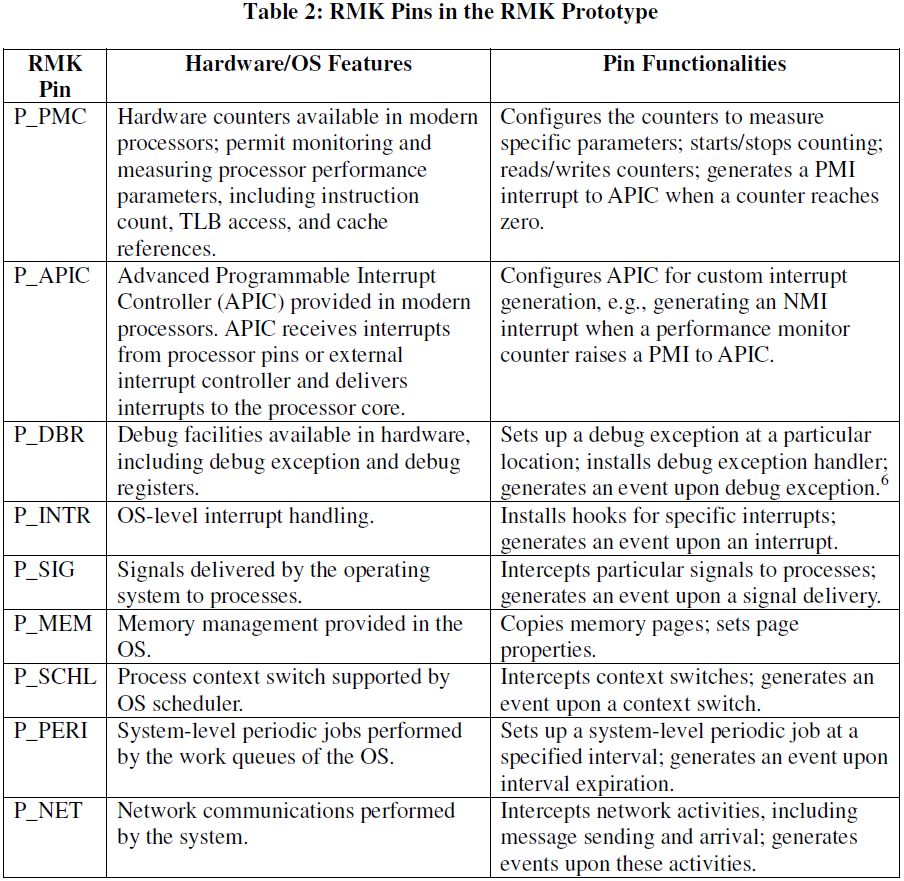 Table 2: RMK Pins in the RMK Prototype
RMK
Pin
Hardware/OS Features
Pin Functionalities
P_PMC
Hardware counters available in modern
processors; permit monitoring and
measuring processor performance
parameters, including instruction
count, TLB access, and cache
references.
Configures the counters to measure
specific parameters; starts/stops counting;
reads/writes counters; generates a PMI
interrupt to APIC when a counter reaches
zero.
P_APIC
Advanced Programmable Interrupt
Controller (APIC) provided in modern
processors. APIC receives interrupts
from processor pins or external
interrupt controller and delivers
interrupts to the processor core.
Configures APIC for custom interrupt
generation, e.g., generating an NMI
interrupt when a performance monitor
counter raises a PMI to APIC.
P_DBR
Debug facilities available in hardware,
including debug exception and debug
registers.
Sets up a debug exception at a particular
location; installs debug exception handler;
generates an event upon debug exception.6
P_INTR
OS-level interrupt handling.
Installs hooks for specific interrupts;
generates an event upon an interrupt.
P_SIG
Signals delivered by the operating
system to processes.
Intercepts particular signals to processes;
generates an event upon a signal delivery.
P_MEM
Memory management provided in the
OS.
Copies memory pages; sets page
properties.
P_SCHL
Process context switch supported by
OS scheduler.
Intercepts context switches; generates an
event upon a context switch.
P_PERI
System-level periodic jobs performed
by the work queues of the OS.
Sets up a system-level periodic job at a
specified interval; generates an event upon
interval expiration.
P_NET
Network communications performed
by the system.
Intercepts network activities, including
message sending and arrival; generates
events upon these activities.